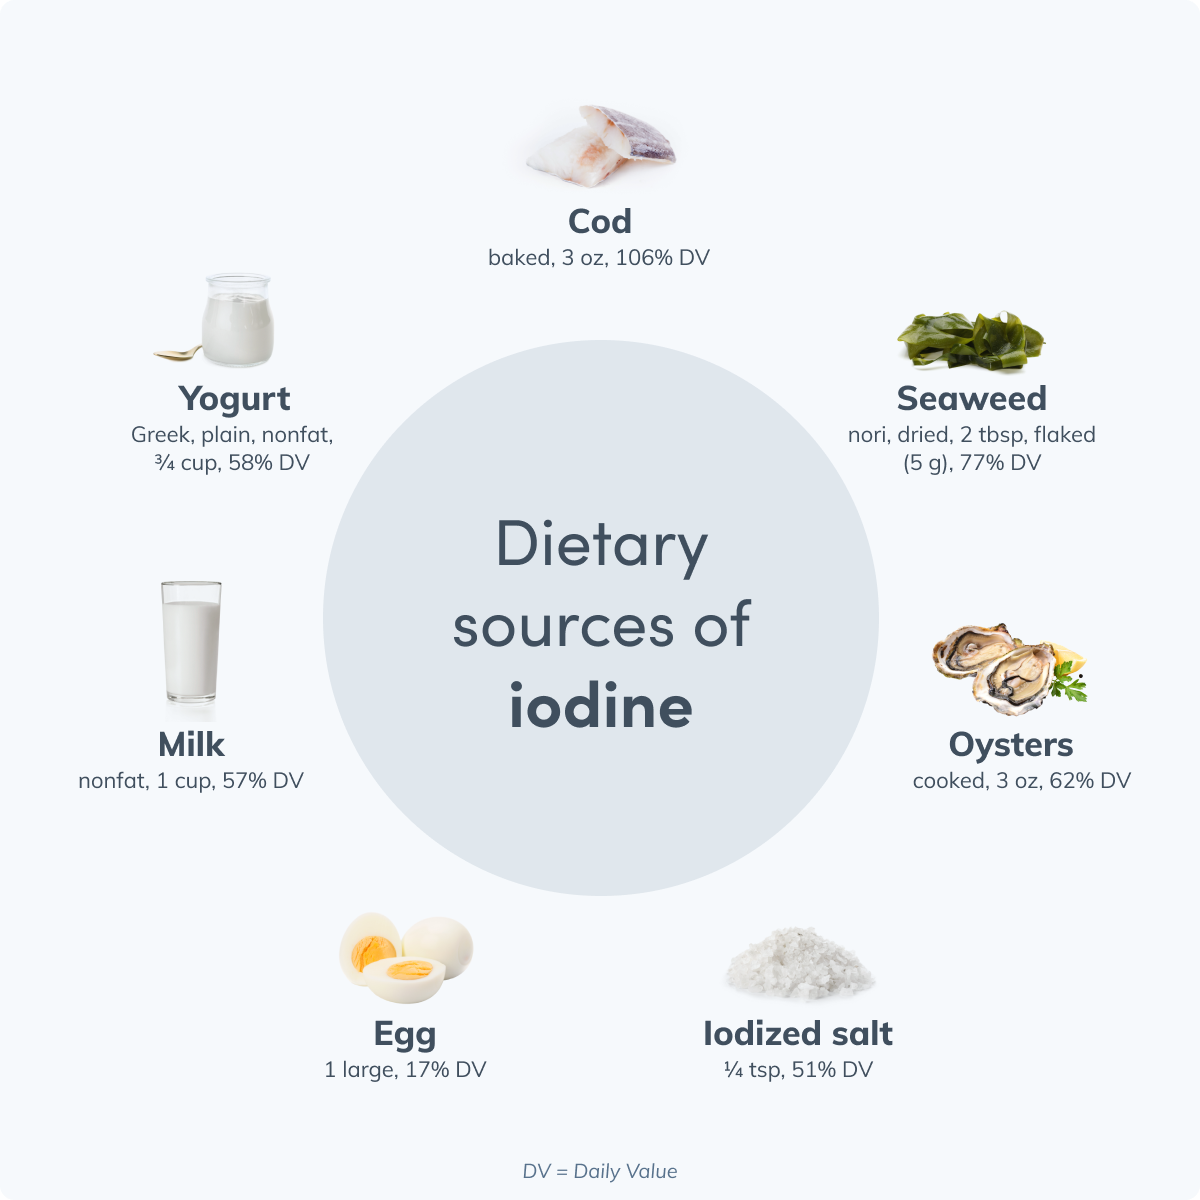 Cod
baked, 3 oz, 106% DV
Yogurt
Greek, plain, nonfat,
¾ cup, 58% DV
Seaweed
nori, dried, 2 tbsp, flaked
(5 g), 77% DV
Dietary
sources of
iodine
Milk
nonfat, 1 cup, 57% DV
Oysters
cooked, 3 oz, 62% DV
Egg
1 large, 17% DV
Iodized salt
¼ tsp, 51% DV
DV = Daily Value